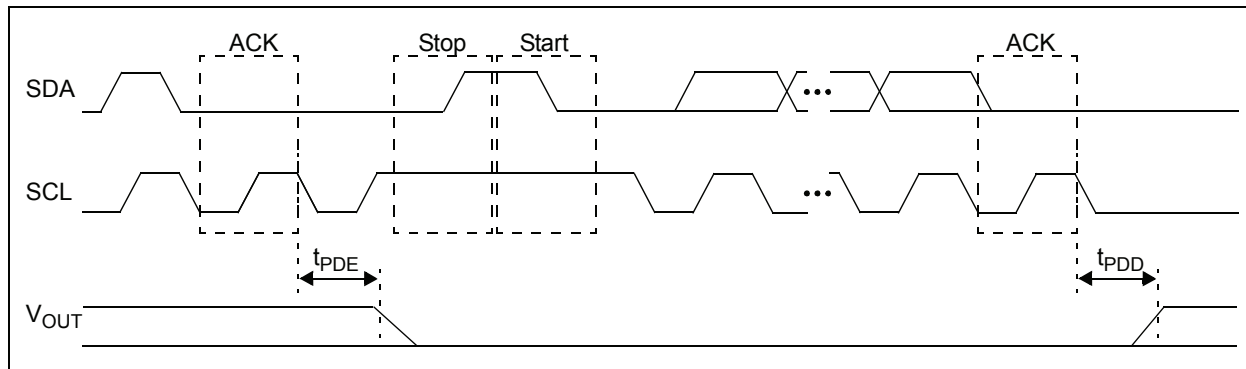 ACK Stop Start ACK
SDA
...
SCL
...
tPDE tPDD
VOUT